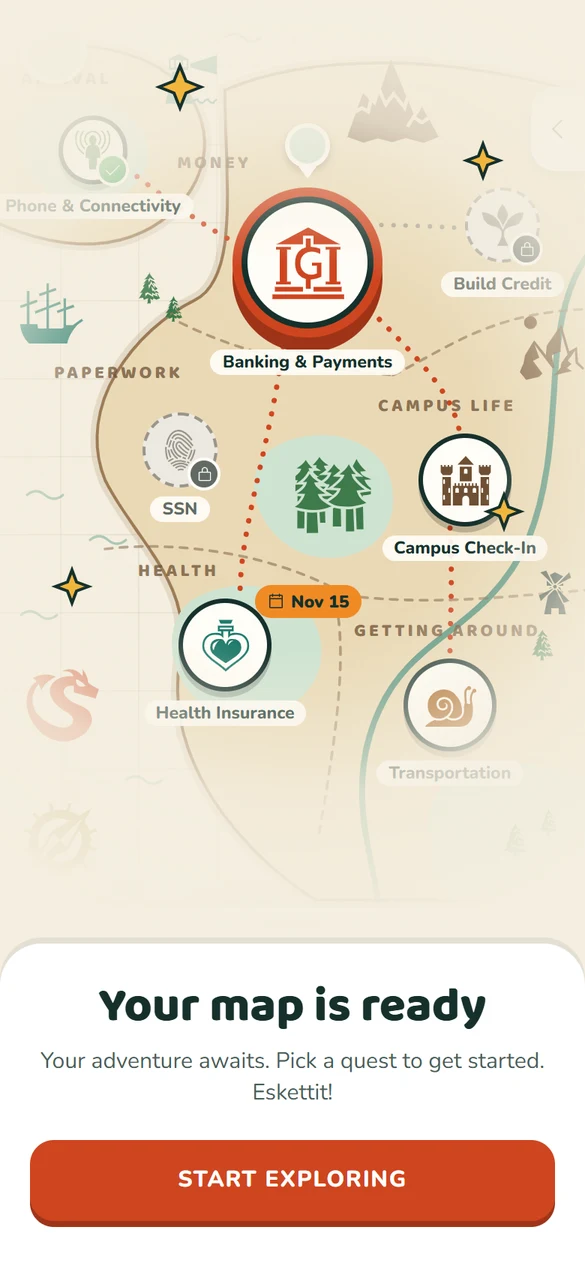 ARRIVAL
MONEY
Phone & Connectivity
Build Credit
Banking & Payments
PAPERWORK
CAMPUS LIFE
SSN
Campus Check-In
HEALTH
Nov 15
GETTING AROUND
Health Insurance
Transportation
Your map is ready
Your adventure awaits. Pick a quest to get started.
Eskettit!
START EXPLORING